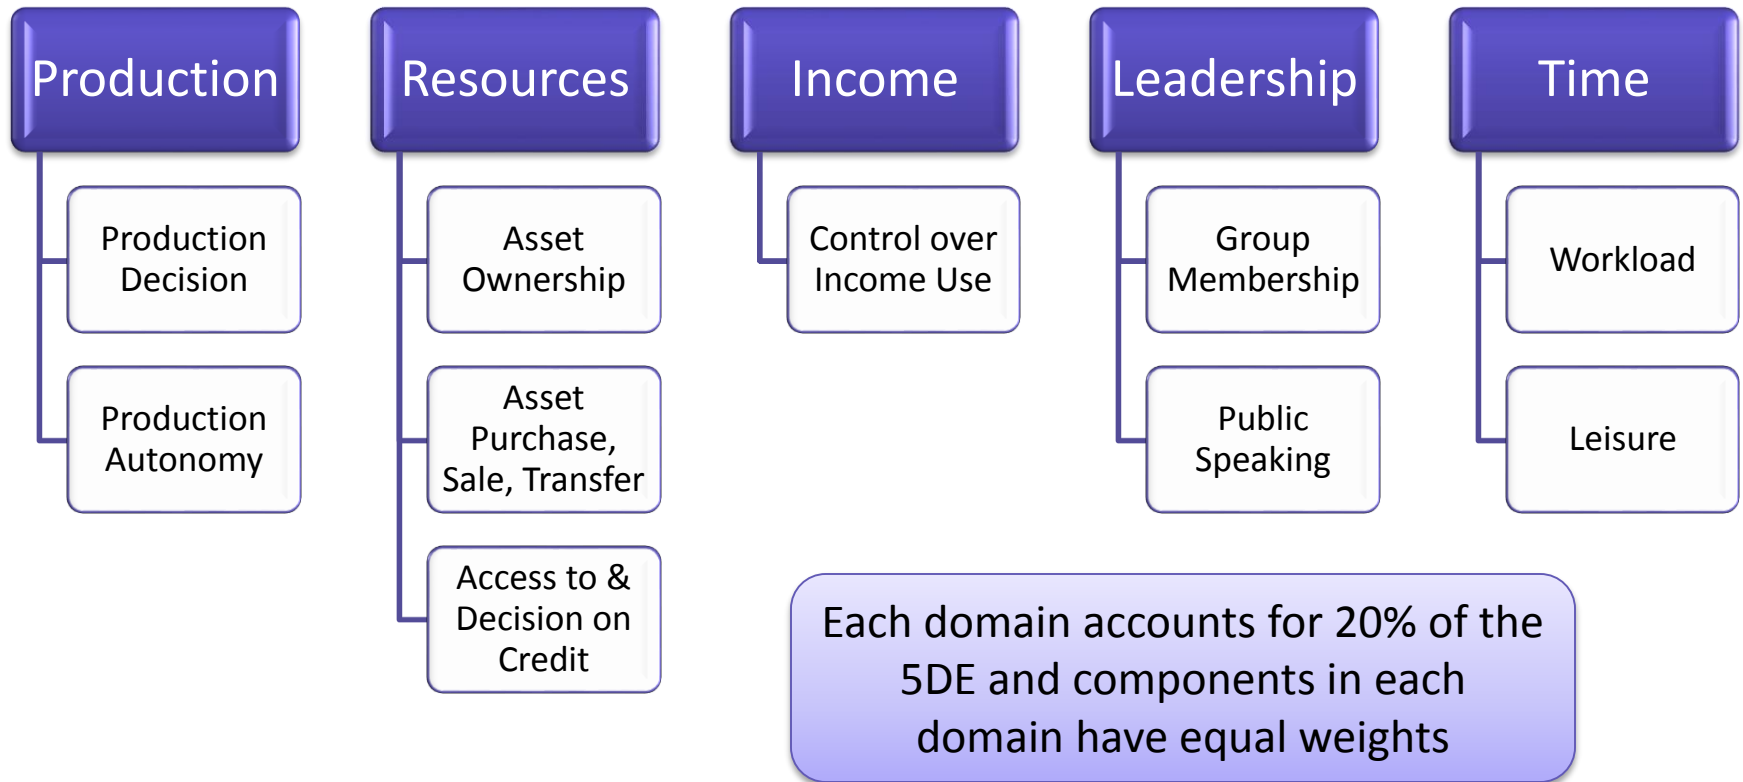 Production
Resources
Income
Leadership
Time
Production
Decision
Production
Autonomy
Asset
Ownership
Asset
Purchase,
Sale, Transfer
Access to &
Decision on
Credit
Control over
Income Use
Group
Membership
Public
Speaking
Workload
Leisure
Each domain accounts for 20% of the
5DE and components in each
domain have equal weights